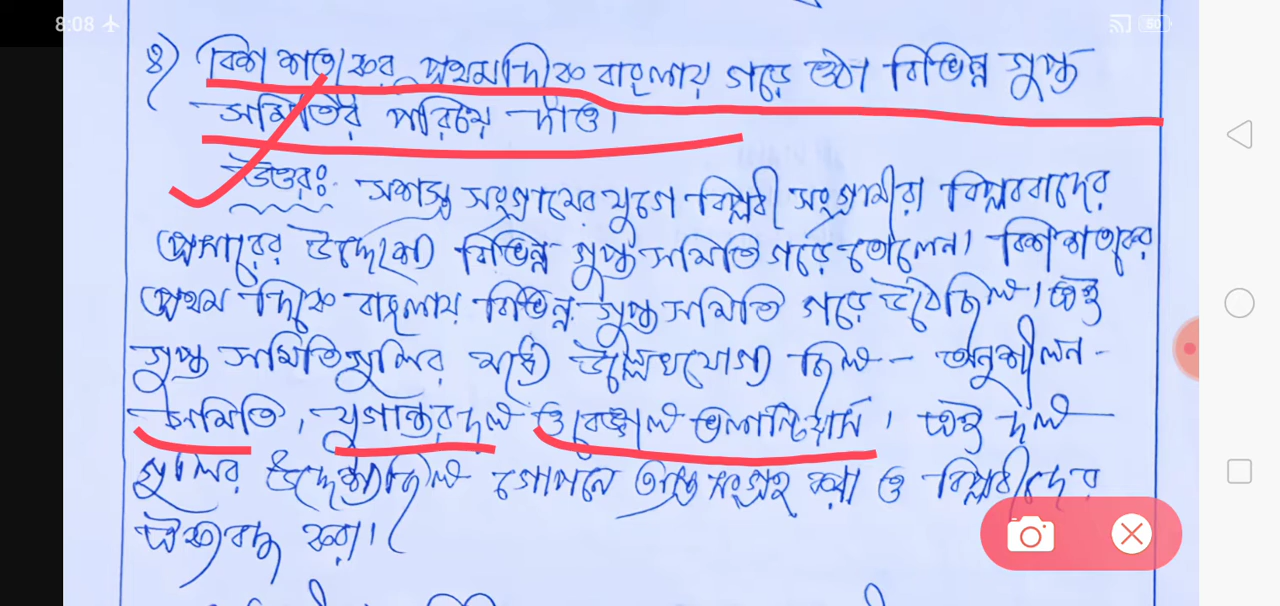 8:08
60
৪) বিশ শতকের প্রথমদিকে বাংলায় গড়ে ওঠা বিভিন্ন গুপ্ত
সমিতির পরিচয় দাও।
উত্তরঃ সশস্ত্র সংগ্রামের যুগে বিপ্লবী সংগ্রামীরা বিপ্লববাদের
প্রসারের উদ্দেশ্যে বিভিন্ন গুপ্ত সমিতি গড়ে তোলেন। বিশ শতকের
প্রথম দিকে বাংলায় বিভিন্ন গুপ্ত সমিতি গড়ে উঠেছিল। এই
গুপ্ত সমিতিগুলির মধ্যে উল্লেখযোগ্য ছিল - অনুশীলন
সমিতি, যুগান্তর দল ও বেঙ্গল ভলান্টিয়ার্স। এই দল
গুলির উদ্দেশ্য ছিল গোপনে অস্ত্র সংগ্রহ করা ও বিপ্লবীদের
ঐক্যবদ্ধ করা।